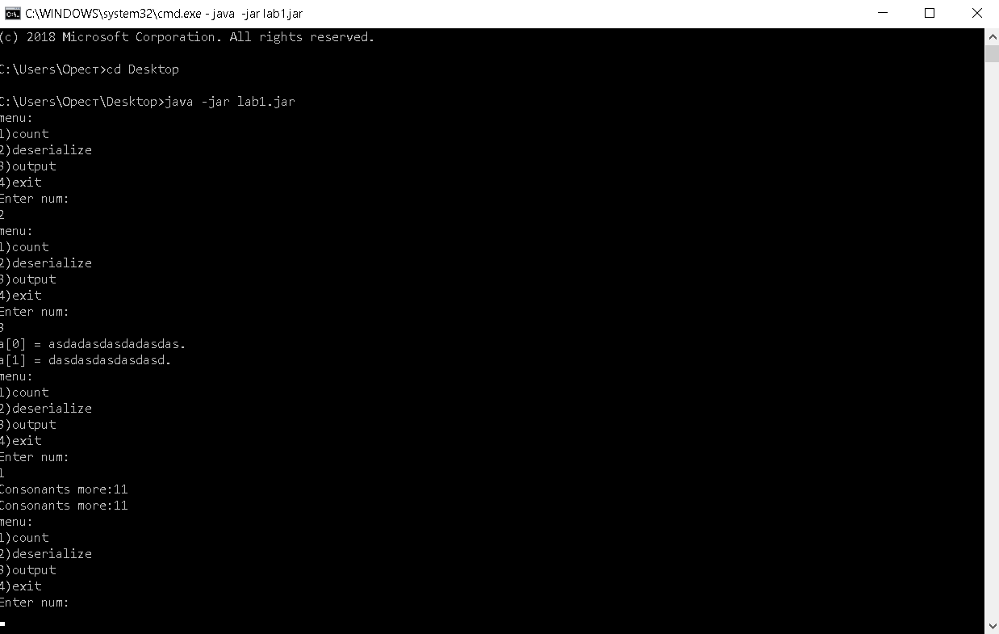 C:\WINDOWS\system32\cmd.exe - java  -jar lab1.jar
(c) 2018 Microsoft Corporation. All rights reserved.
C:\Users\Орест>cd Desktop
C:\Users\Орест\Desktop>java -jar lab1.jar
menu:
1)count
2)deserialize
3)output
4)exit
Enter num:
2
menu:
1)count
2)deserialize
3)output
4)exit
Enter num:
3
a[0] = asdadasdasdadasdas.
a[1] = dasdasdasdasdasd.
menu:
1)count
2)deserialize
3)output
4)exit
Enter num:
1
Consonants more:11
Consonants more:11
menu:
1)count
2)deserialize
3)output
4)exit
Enter num: